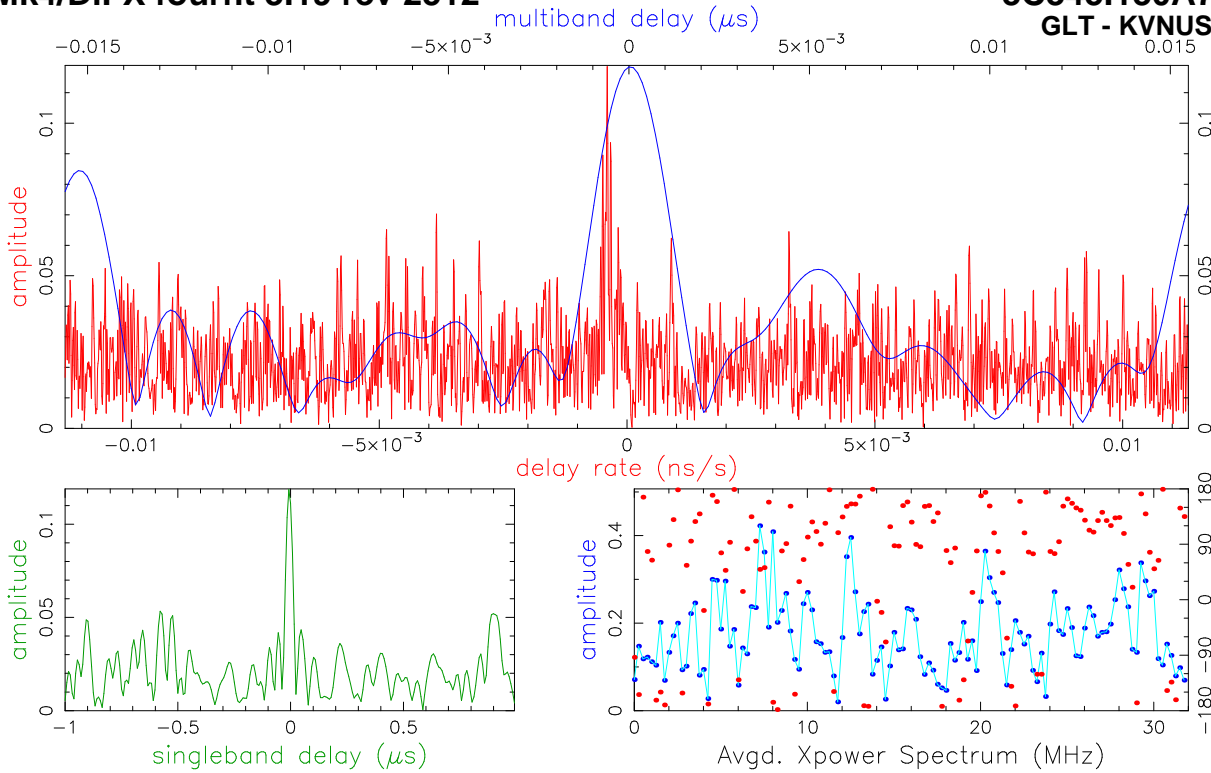 multiband delay (μs)
GLT - KVNUS
−0.015 −0.01 −5×10⁻³ 0 5×10⁻³ 0.01 0.015
amplitude
0 0.05 0.1
0 0.05 0.1
−0.01 −5×10⁻³ 0 5×10⁻³ 0.01
delay rate (ns/s)
amplitude
0 0.05 0.1
−1 −0.5 0 0.5
singleband delay (μs)
amplitude
0 0.2 0.4
−180 −90 0 90 180
0 10 20 30
Avgd. Xpower Spectrum (MHz)